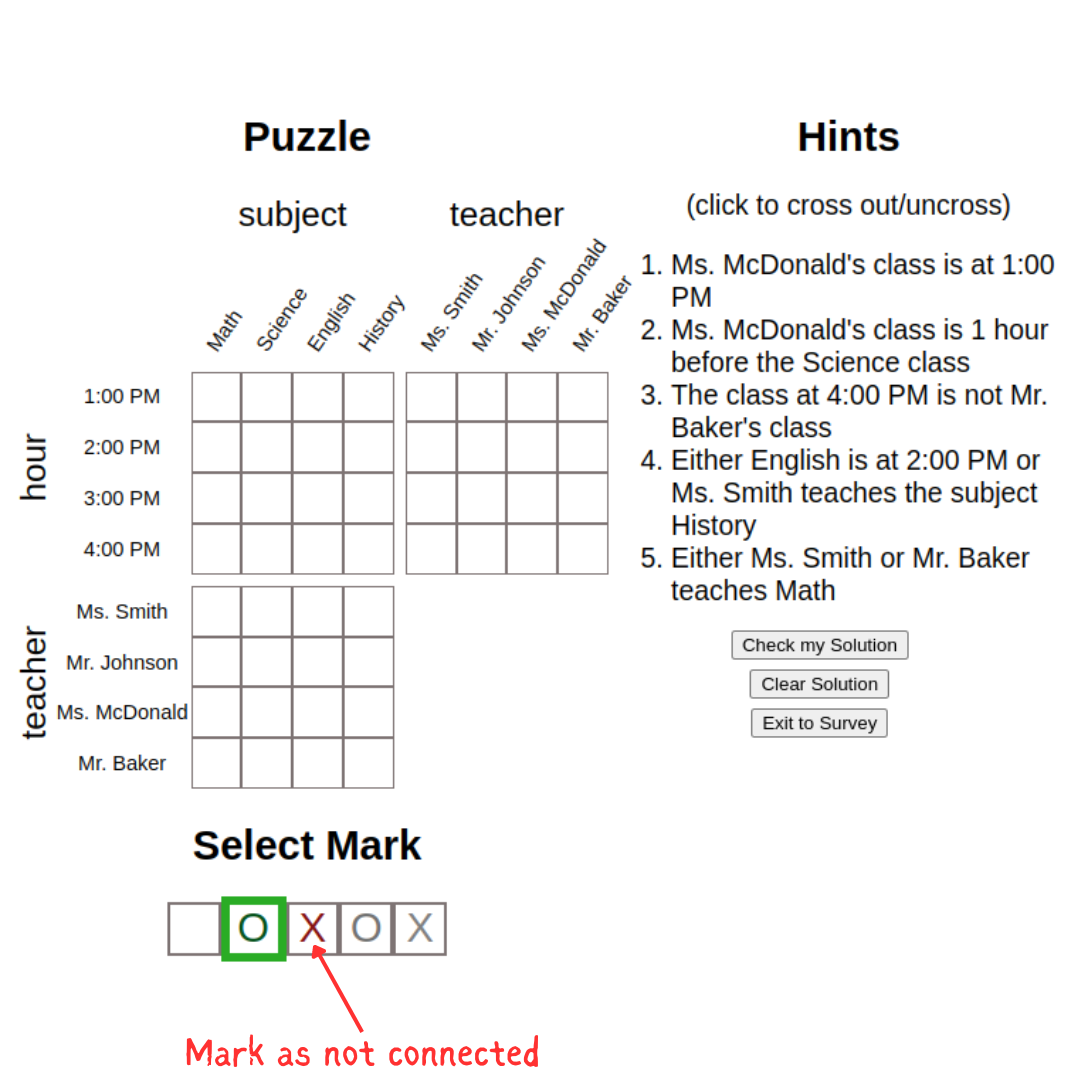 Puzzle
Hints
subject
teacher
(click to cross out/uncross)
Math
Science
English
History
Ms. Smith
Mr. Johnson
Ms. McDonald
Mr. Baker
hour
1:00 PM
2:00 PM
3:00 PM
4:00 PM
teacher
Ms. Smith
Mr. Johnson
Ms. McDonald
Mr. Baker
1. Ms. McDonald's class is at 1:00
PM
2. Ms. McDonald's class is 1 hour
before the Science class
3. The class at 4:00 PM is not Mr.
Baker's class
4. Either English is at 2:00 PM or
Ms. Smith teaches the subject
History
5. Either Ms. Smith or Mr. Baker
teaches Math
Check my Solution
Clear Solution
Exit to Survey
Select Mark
O X O X
Mark as not connected